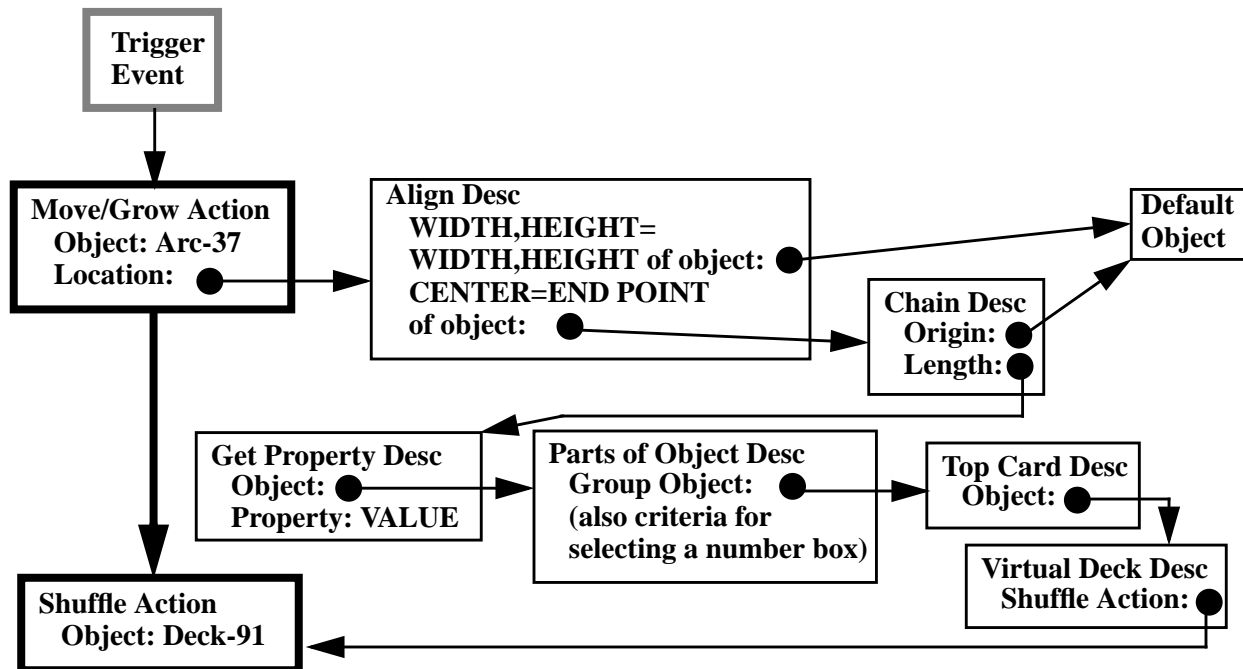 Trigger
Event
Move/Grow Action
Object: Arc-37
Location:
Align Desc
WIDTH,HEIGHT=
WIDTH,HEIGHT of object:
CENTER=END POINT
of object:
Default
Object
Chain Desc
Origin:
Length:
Get Property Desc
Object:
Property: VALUE
Parts of Object Desc
Group Object:
(also criteria for
selecting a number box)
Top Card Desc
Object:
Virtual Deck Desc
Shuffle Action:
Shuffle Action
Object: Deck-91